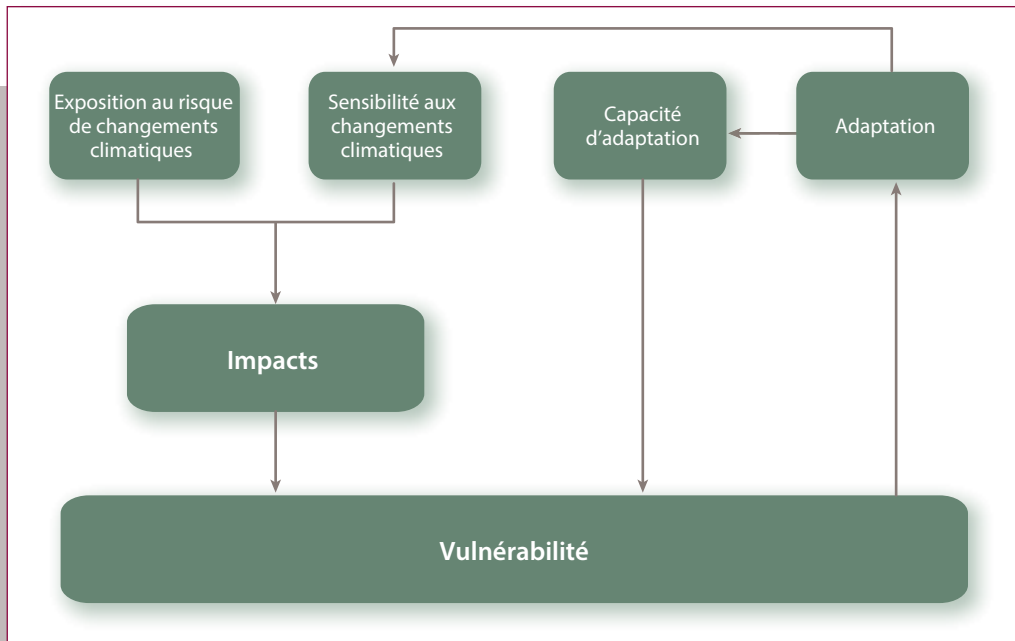 Exposition au risque
de changements
climatiques
Sensibilité aux
changements
climatiques
Capacité
d’adaptation
Adaptation
Impacts
Vulnérabilité